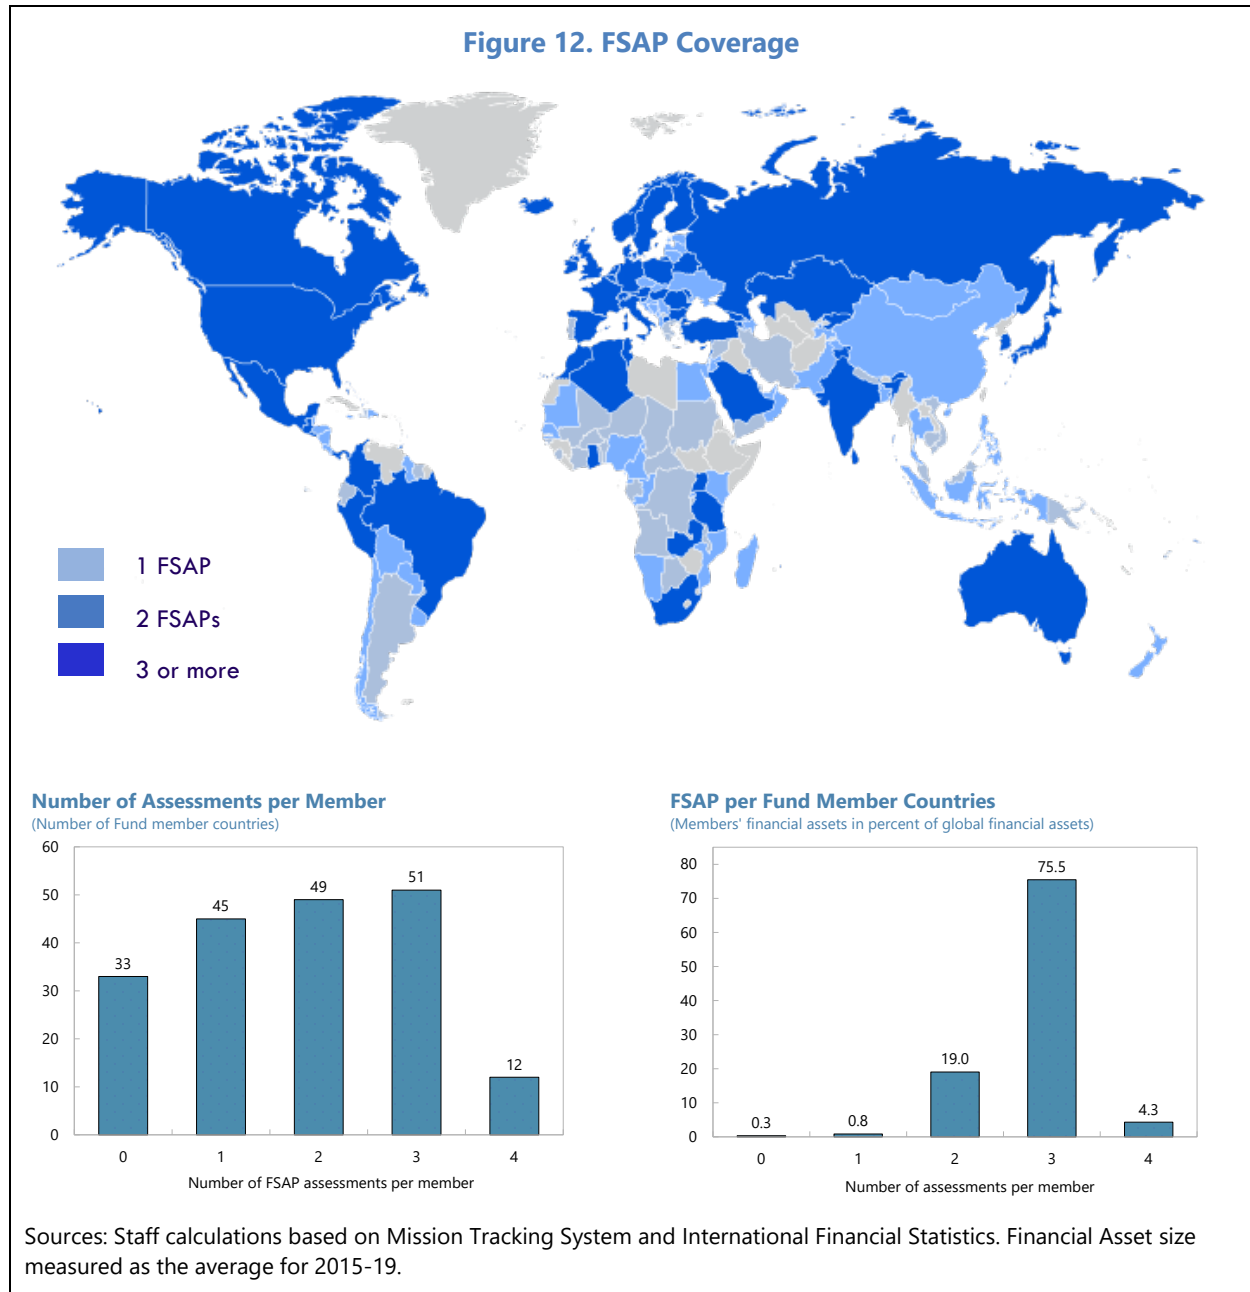 Figure 12. FSAP Coverage
1 FSAP
2 FSAPs
3 or more
Number of Assessments per Member
(Number of Fund member countries)
60
50
40
30
20
10
0
33
45
49
51
12
0 1 2 3 4
Number of FSAP assessments per member
FSAP per Fund Member Countries
(Members' financial assets in percent of global financial assets)
80
70
60
50
40
30
20
10
0
0.3
0.8
19.0
75.5
4.3
0 1 2 3 4
Number of assessments per member
Sources: Staff calculations based on Mission Tracking System and International Financial Statistics. Financial Asset size
measured as the average for 2015-19.